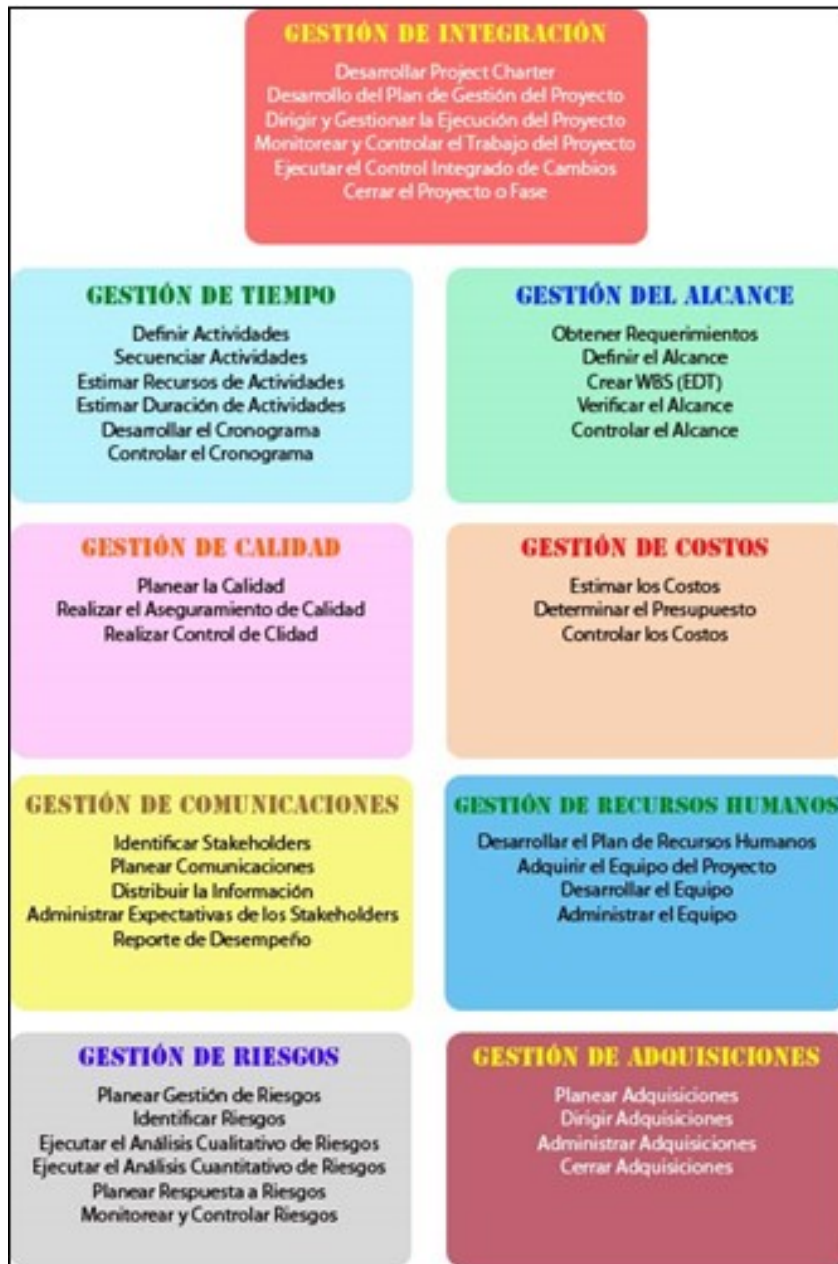 GESTIÓN DE INTEGRACIÓN
Desarrollar Project Charter
Desarrollo del Plan de Gestión del Proyecto
Dirigir y Gestionar la Ejecución del Proyecto
Monitorear y Controlar el Trabajo del Proyecto
Ejecutar el Control Integrado de Cambios
Cerrar el Proyecto o Fase
GESTIÓN DE TIEMPO
Definir Actividades
Secuenciar Actividades
Estimar Recursos de Actividades
Estimar Duración de Actividades
Desarrollar el Cronograma
Controlar el Cronograma
GESTIÓN DEL ALCANCE
Obtener Requerimientos
Definir el Alcance
Crear WBS (EDT)
Verificar el Alcance
Controlar el Alcance
GESTIÓN DE CALIDAD
Planear la Calidad
Realizar el Aseguramiento de Calidad
Realizar Control de Clidad
GESTIÓN DE COSTOS
Estimar los Costos
Determinar el Presupuesto
Controlar los Costos
GESTIÓN DE COMUNICACIONES
Identificar Stakeholders
Planear Comunicaciones
Distribuir la Información
Administrar Expectativas de los Stakeholders
Reporte de Desempeño
GESTIÓN DE RECURSOS HUMANOS
Desarrollar el Plan de Recursos Humanos
Adquirir el Equipo del Proyecto
Desarrollar el Equipo
Administrar el Equipo
GESTIÓN DE RIESGOS
Planear Gestión de Riesgos
Identificar Riesgos
Ejecutar el Análisis Cualitativo de Riesgos
Ejecutar el Análisis Cuantitativo de Riesgos
Planear Respuesta a Riesgos
Monitorear y Controlar Riesgos
GESTIÓN DE ADQUISICIONES
Planear Adquisiciones
Dirigir Adquisiciones
Administrar Adquisiciones
Cerrar Adquisiciones